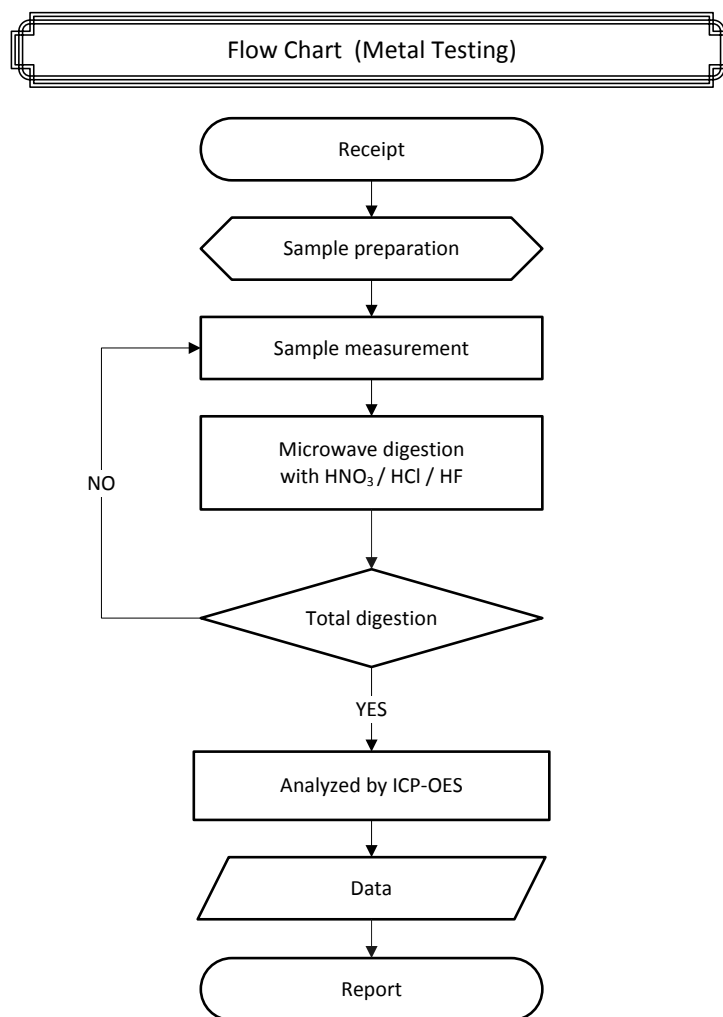 Flow Chart  (Metal Testing)
Receipt
Sample preparation
Sample measurement
Microwave digestion
with HNO₃ / HCl / HF
NO
Total digestion
YES
Analyzed by ICP-OES
Data
Report